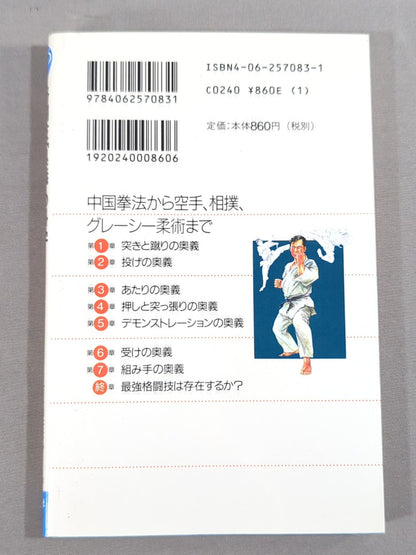 ISBN4-06-257083-1
9784062570831
C0240 ¥860E (1)
定価:本体860円(税別)
1920240008606
中国拳法から空手、相撲、
グレーシー柔術まで
第1章 突きと蹴りの奥義
第2章 投げの奥義
第3章 あたりの奥義
第4章 押しと突っ張りの奥義
第5章 デモンストレーションの奥義
第6章 受けの奥義
第7章 組み手の奥義
終章 最強格闘技は存在するか?